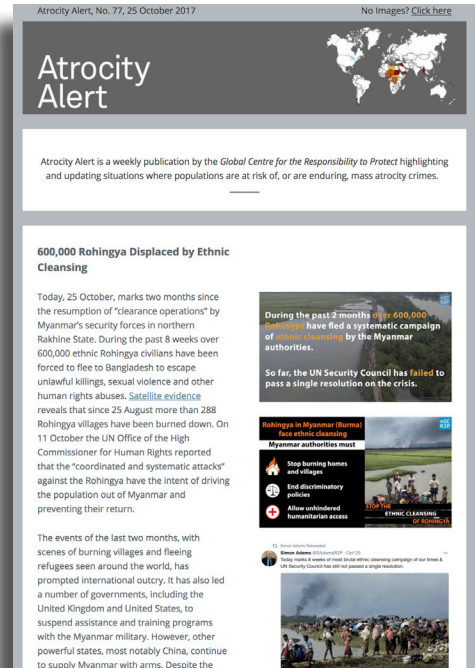 Atrocity Alert, No. 77, 25 October 2017
No Images? Click here
Atrocity
Alert
Atrocity Alert is a weekly publication by the Global Centre for the Responsibility to Protect highlighting
and updating situations where populations are at risk of, or are enduring, mass atrocity crimes.
600,000 Rohingya Displaced by Ethnic
Cleansing
Today, 25 October, marks two months since
the resumption of "clearance operations" by
Myanmar's security forces in northern
Rakhine State. During the past 8 weeks over
600,000 ethnic Rohingya civilians have been
forced to flee to Bangladesh to escape
unlawful killings, sexual violence and other
human rights abuses. Satellite evidence
reveals that since 25 August more than 288
Rohingya villages have been burned down. On
11 October the UN Office of the High
Commissioner for Human Rights reported
that the "coordinated and systematic attacks"
against the Rohingya have the intent of driving
the population out of Myanmar and
preventing their return.
The events of the last two months, with
scenes of burning villages and fleeing
refugees seen around the world, has
prompted international outcry. It has also led
a number of governments, including the
United Kingdom and United States, to
suspend assistance and training programs
with the Myanmar military. However, other
powerful states, most notably China, continue
to supply Myanmar with arms. Despite the
During the past 2 months over 600,000
Rohingya have fled a systematic campaign
of ethnic cleansing by the Myanmar
authorities.
So far, the UN Security Council has failed to
pass a single resolution on the crisis.
Rohingya in Myanmar (Burma)
face ethnic cleansing
Myanmar authorities must
Stop burning homes
and villages
End discriminatory
policies
Allow unhindered
humanitarian access
STOP THE
ETHNIC CLEANSING
OF ROHINGYA
Simon Adams Retweeted
Simon Adams @SAdamsR2P · Oct 20
Today marks 8 weeks of most brutal ethnic cleansing campaign of our times &
UN Security Council has still not passed a single resolution.